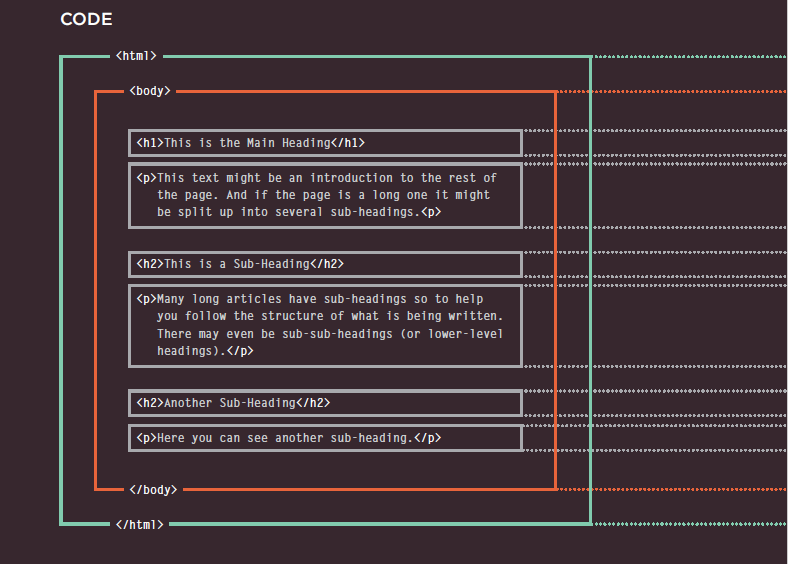 CODE
<html>
<body>
<h1>This is the Main Heading</h1>
<p>This text might be an introduction to the rest of
the page. And if the page is a long one it might
be split up into several sub-headings.<p>
<h2>This is a Sub-Heading</h2>
<p>Many long articles have sub-headings so to help
you follow the structure of what is being written.
There may even be sub-sub-headings (or lower-level
headings).</p>
<h2>Another Sub-Heading</h2>
<p>Here you can see another sub-heading.</p>
</body>
</html>